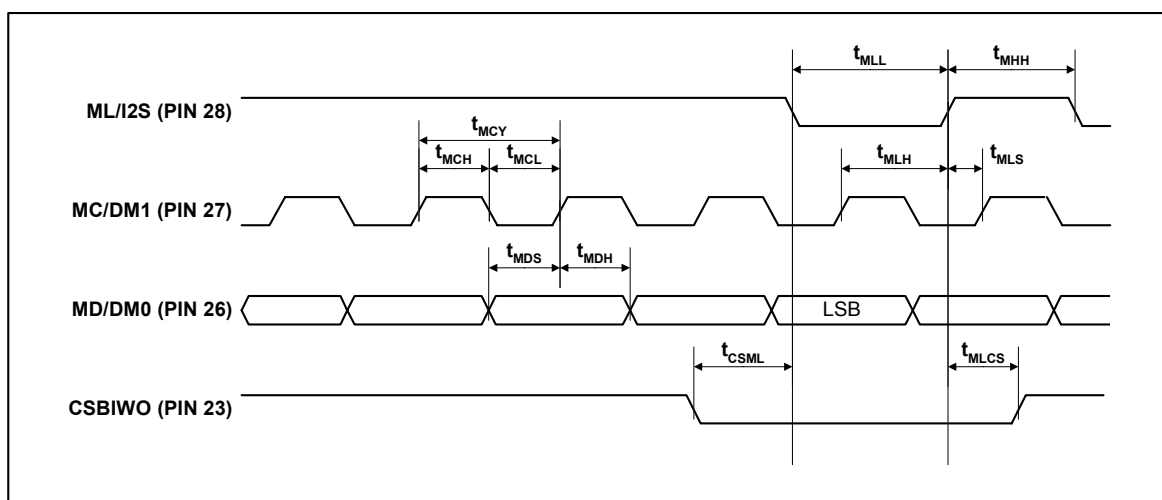 tMLL
tMHH
ML/I2S (PIN 28)
tMCY
tMCH
tMCL
tMLH
tMLS
MC/DM1 (PIN 27)
tMDS
tMDH
MD/DM0 (PIN 26)
LSB
tCSML
tMLCS
CSBIWO (PIN 23)